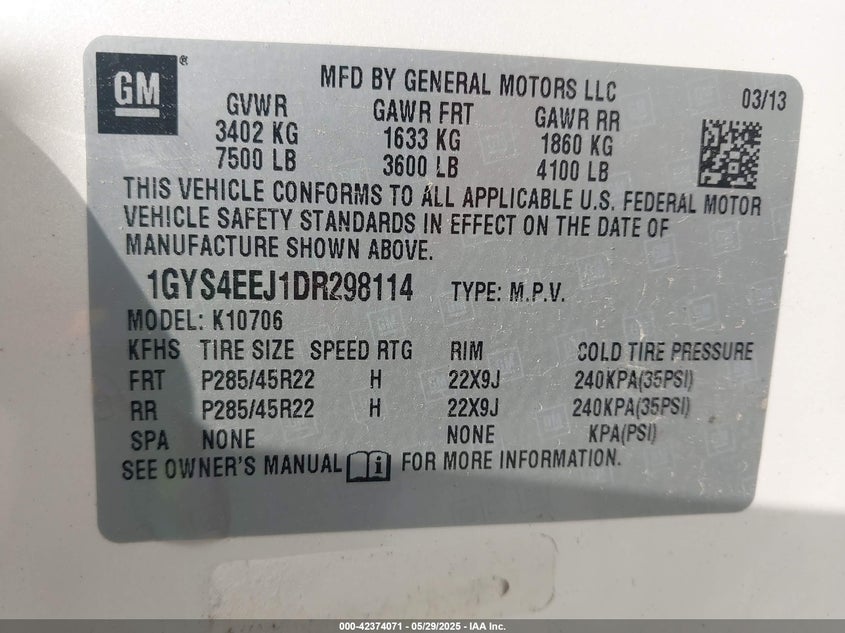 GM®
MFD BY GENERAL MOTORS LLC
03/13
GVWR GAWR FRT GAWR RR
3402 KG 1633 KG 1860 KG
7500 LB 3600 LB 4100 LB
THIS VEHICLE CONFORMS TO ALL APPLICABLE U.S. FEDERAL MOTOR
VEHICLE SAFETY STANDARDS IN EFFECT ON THE DATE OF
MANUFACTURE SHOWN ABOVE.
1GYS4EEJ1DR298114 TYPE: M.P.V.
MODEL: K10706
KFHS TIRE SIZE SPEED RTG RIM COLD TIRE PRESSURE
FRT P285/45R22 H 22X9J 240KPA(35PSI)
RR P285/45R22 H 22X9J 240KPA(35PSI)
SPA NONE NONE KPA(PSI)
SEE OWNER'S MANUAL i FOR MORE INFORMATION.
000-42374071 - 05/29/2025 - IAA Inc.